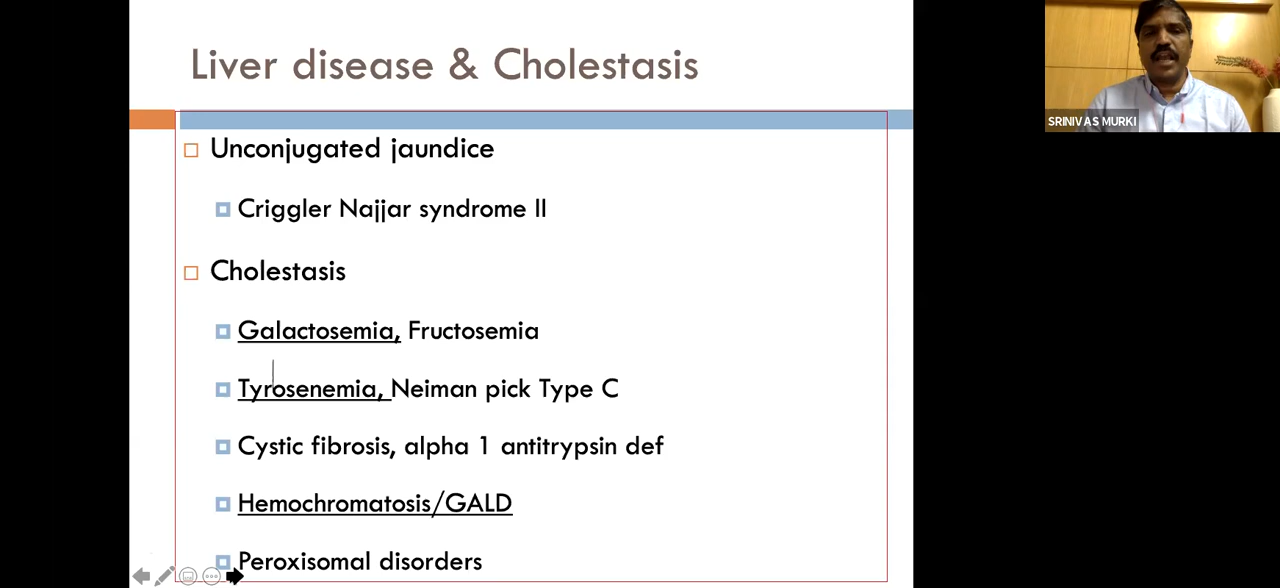 Liver disease & Cholestasis
SRINIVAS MURKI
Unconjugated jaundice
Criggler Najjar syndrome II
Cholestasis
Galactosemia, Fructosemia
Tyrosenemia, Neiman pick Type C
Cystic fibrosis, alpha 1 antitrypsin def
Hemochromatosis/GALD
Peroxisomal disorders